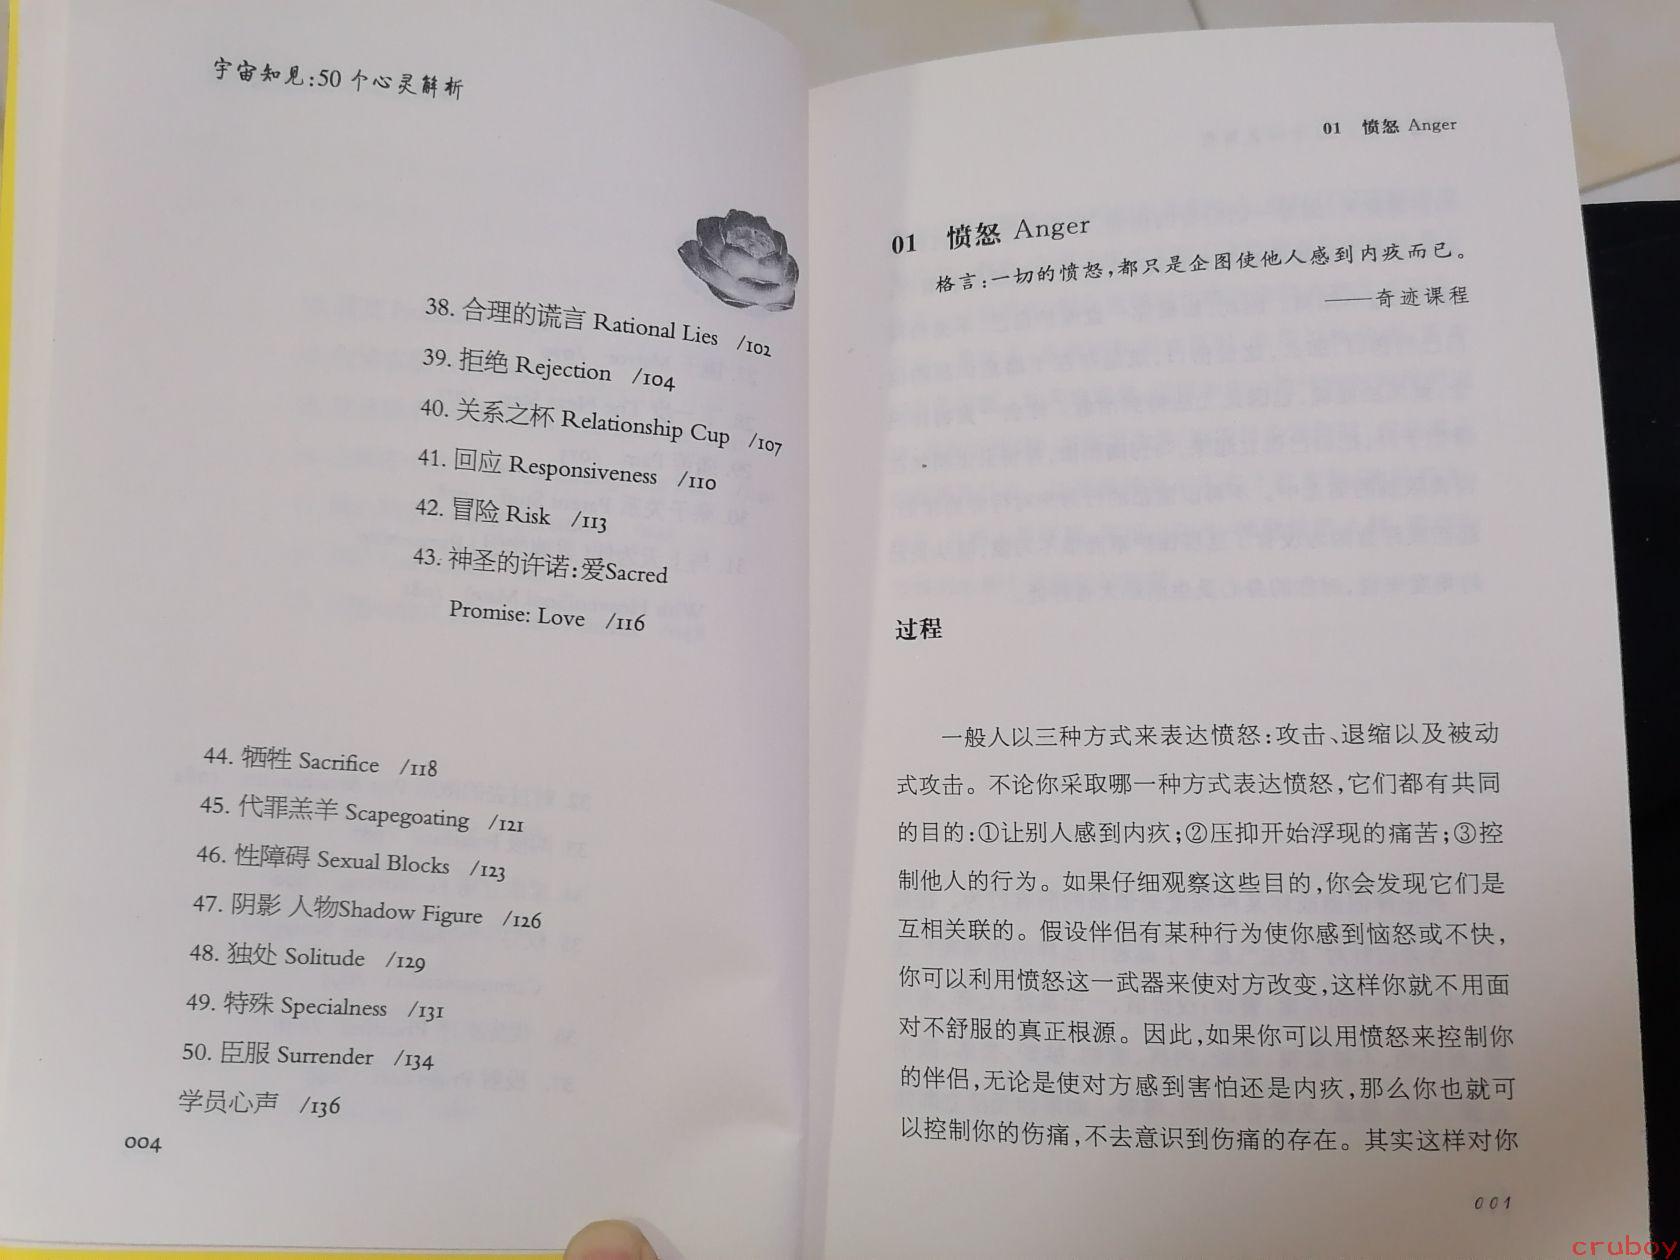 宇宙知见:50 个心灵解析
38. 合理的谎言 Rational Lies /102
39. 拒绝 Rejection /104
40. 关系之杯 Relationship Cup /107
41. 回应 Responsiveness /110
42. 冒险 Risk /113
43. 神圣的许诺:爱Sacred
Promise: Love /116
44. 牺牲 Sacrifice /118
45. 代罪羔羊 Scapegoating /121
46. 性障碍 Sexual Blocks /123
47. 阴影 人物Shadow Figure /126
48. 独处 Solitude /129
49. 特殊 Specialness /131
50. 臣服 Surrender /134
学员心声 /136
004
01 愤怒 Anger
01 愤怒 Anger
格言:一切的愤怒,都只是企图使他人感到内疚而已。
——奇迹课程
过程
一般人以三种方式来表达愤怒:攻击、退缩以及被动
式攻击。不论你采取哪一种方式表达愤怒,它们都有共同
的目的:①让别人感到内疚;②压抑开始浮现的痛苦;③控
制他人的行为。如果仔细观察这些目的,你会发现它们是
互相关联的。假设伴侣有某种行为使你感到恼怒或不快,
你可以利用愤怒这一武器来使对方改变,这样你就不用面
对不舒服的真正根源。因此,如果你可以用愤怒来控制你
的伴侣,无论是使对方感到害怕还是内疚,那么你也就可
以控制你的伤痛,不去意识到伤痛的存在。其实这样对你
001
cruboy